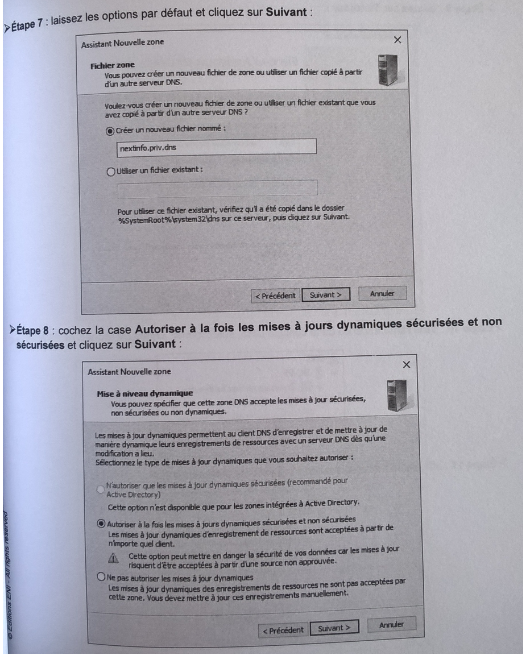 ➢Étape 7 : laissez les options par défaut et cliquez sur Suivant :
Assistant Nouvelle zone
Fichier zone
Vous pouvez créer un nouveau fichier de zone ou utiliser un fichier copié à partir
d'un autre serveur DNS.
Voulez-vous créer un nouveau fichier de zone ou utiliser un fichier existant que vous
avez copié à partir d'un autre serveur DNS ?
Créer un nouveau fichier nommé :
nextinfo.priv.dns
Utiliser un fichier existant :
Pour utiliser ce fichier existant, vérifiez qu'il a été copié dans le dossier
%SystemRoot%\system32\dns sur ce serveur, puis cliquez sur Suivant.
< Précédent
Suivant >
Annuler
➢Étape 8 : cochez la case Autoriser à la fois les mises à jours dynamiques sécurisées et non
sécurisées et cliquez sur Suivant :
Assistant Nouvelle zone
Mise à niveau dynamique
Vous pouvez spécifier que cette zone DNS accepte les mises à jour sécurisées,
non sécurisées ou non dynamiques.
Les mises à jour dynamiques permettent au client DNS d'enregistrer et de mettre à jour de
manière dynamique leurs enregistrements de ressources avec un serveur DNS dès qu'une
modification a lieu.
Sélectionnez le type de mises à jour dynamiques que vous souhaitez autoriser :
N'autoriser que les mises à jour dynamiques sécurisées (recommandé pour
Active Directory)
Cette option n'est disponible que pour les zones intégrées à Active Directory.
Autoriser à la fois les mises à jours dynamiques sécurisées et non sécurisées
Les mises à jour dynamiques d'enregistrement de ressources sont acceptées à partir de
n'importe quel client.
Cette option peut mettre en danger la sécurité de vos données car les mises à jour
risquent d'être acceptées à partir d'une source non approuvée.
Ne pas autoriser les mises à jour dynamiques
Les mises à jour dynamiques des enregistrements de ressources ne sont pas acceptées par
cette zone. Vous devez mettre à jour ces enregistrements manuellement.
< Précédent
Suivant >
Annuler
© Editions ENI - All rights reserved